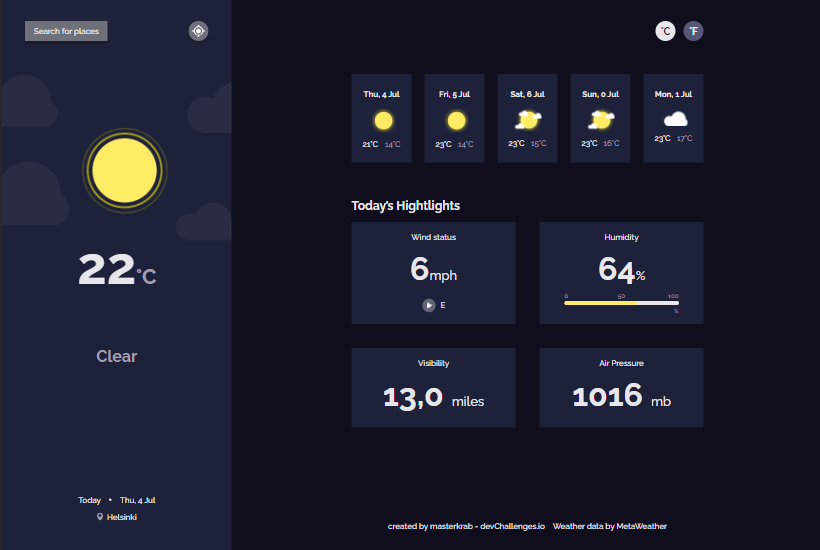 Search for places
°C °F
22°C
Clear
Today • Thu, 4 Jul
Helsinki
Thu, 4 Jul
21°C 14°C
Fri, 5 Jul
23°C 14°C
Sat, 6 Jul
23°C 15°C
Sun, 0 Jul
23°C 16°C
Mon, 1 Jul
23°C 17°C
Today's Hightlights
Wind status
6mph
E
Humidity
64%
0 50 100
%
Visibility
13,0 miles
Air Pressure
1016 mb
created by masterkrab - devChallenges.io Weather data by MetaWeather